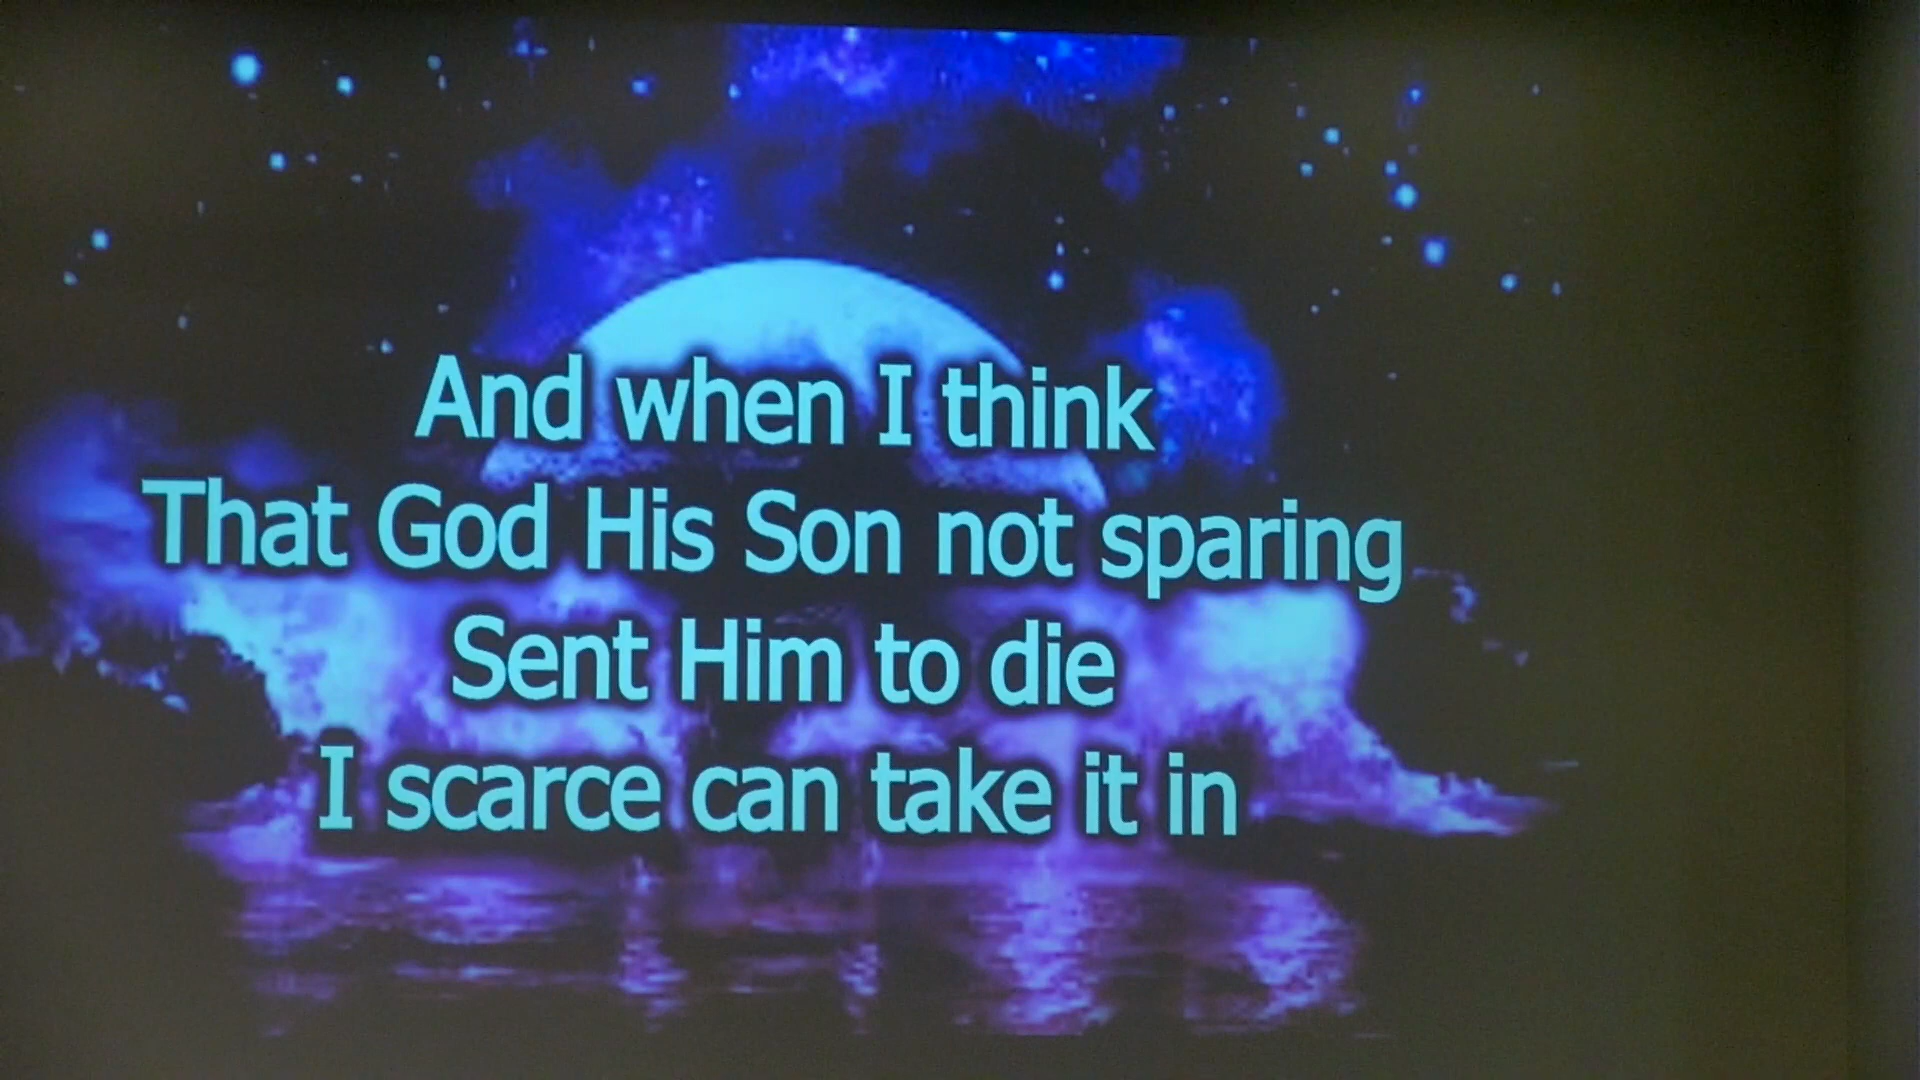 And when I think
That God His Son not sparing
Sent Him to die
I scarce can take it in